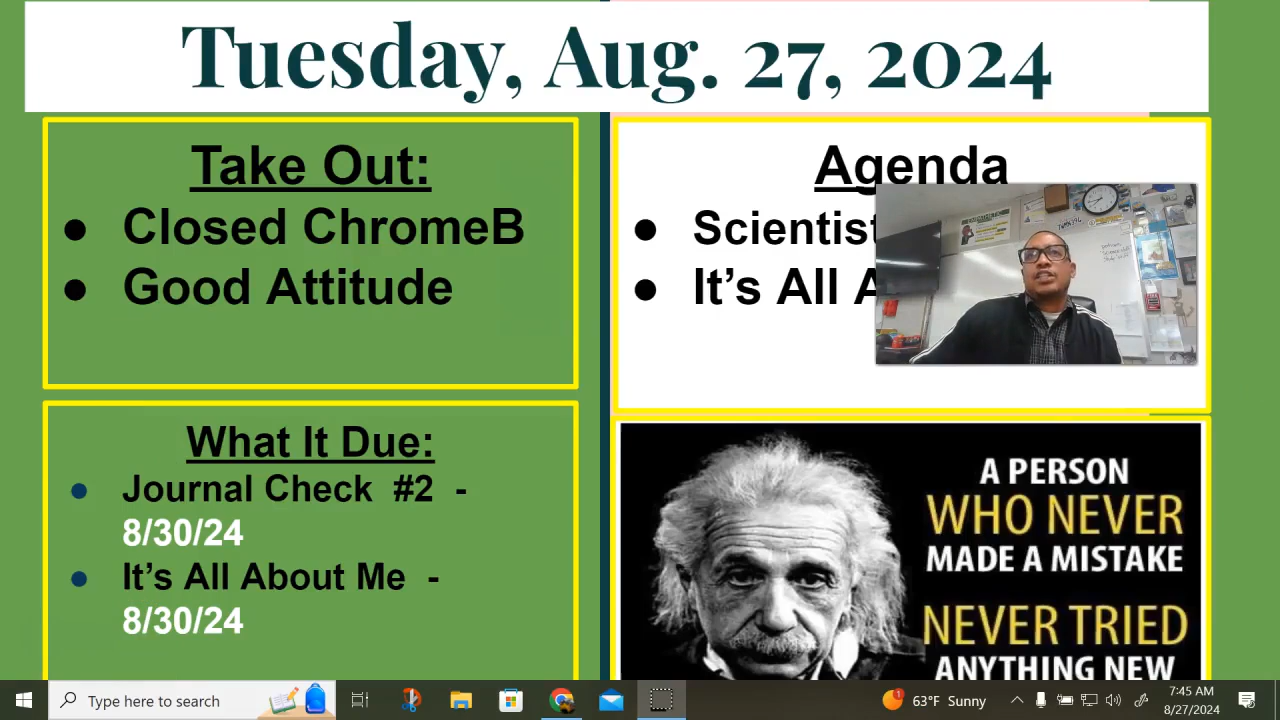 Tuesday, Aug. 27, 2024
Take Out:
● Closed ChromeB
● Good Attitude
Agenda
● Scientist
● It’s All A
What It Due:
● Journal Check #2 -
8/30/24
● It’s All About Me -
8/30/24
A PERSON
WHO NEVER
MADE A MISTAKE
NEVER TRIED
ANYTHING NEW
Type here to search
63°F Sunny
7:45 AM
8/27/2024